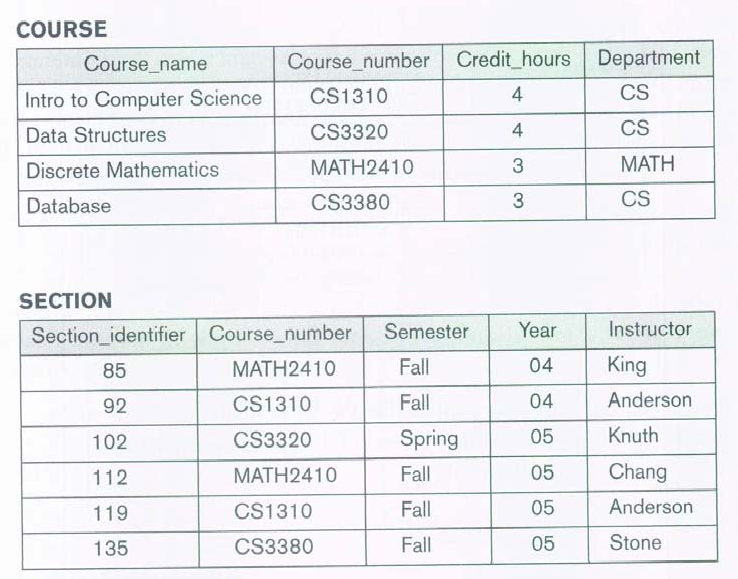 COURSE
Course_name Course_number Credit_hours Department
Intro to Computer Science CS1310 4 CS
Data Structures CS3320 4 CS
Discrete Mathematics MATH2410 3 MATH
Database CS3380 3 CS
SECTION
Section_identifier Course_number Semester Year Instructor
85 MATH2410 Fall 04 King
92 CS1310 Fall 04 Anderson
102 CS3320 Spring 05 Knuth
112 MATH2410 Fall 05 Chang
119 CS1310 Fall 05 Anderson
135 CS3380 Fall 05 Stone